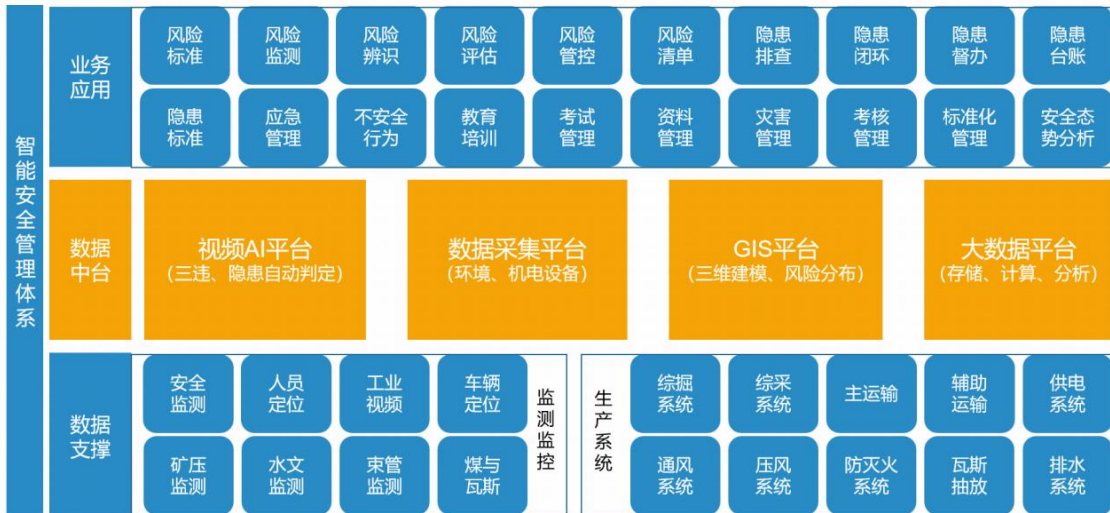 智能安全管理体系
业务
应用
风险
标准
风险
监测
风险
辨识
风险
评估
风险
管控
风险
清单
隐患
排查
隐患
闭环
隐患
督办
隐患
台账
隐患
标准
应急
管理
不安全
行为
教育
培训
考试
管理
资料
管理
灾害
管理
考核
管理
标准化
管理
安全态
势分析
数据
中台
视频AI平台
(三违、隐患自动判定)
数据采集平台
(环境、机电设备)
GIS平台
(三维建模、风险分布)
大数据平台
(存储、计算、分析)
数据
支撑
安全
监测
人员
定位
工业
视频
车辆
定位
矿压
监测
水文
监测
束管
监测
煤与
瓦斯
监测监控
生产系统
综掘
系统
综采
系统
主运输
辅助
运输
供电
系统
通风
系统
压风
系统
防灭火
系统
瓦斯
抽放
排水
系统